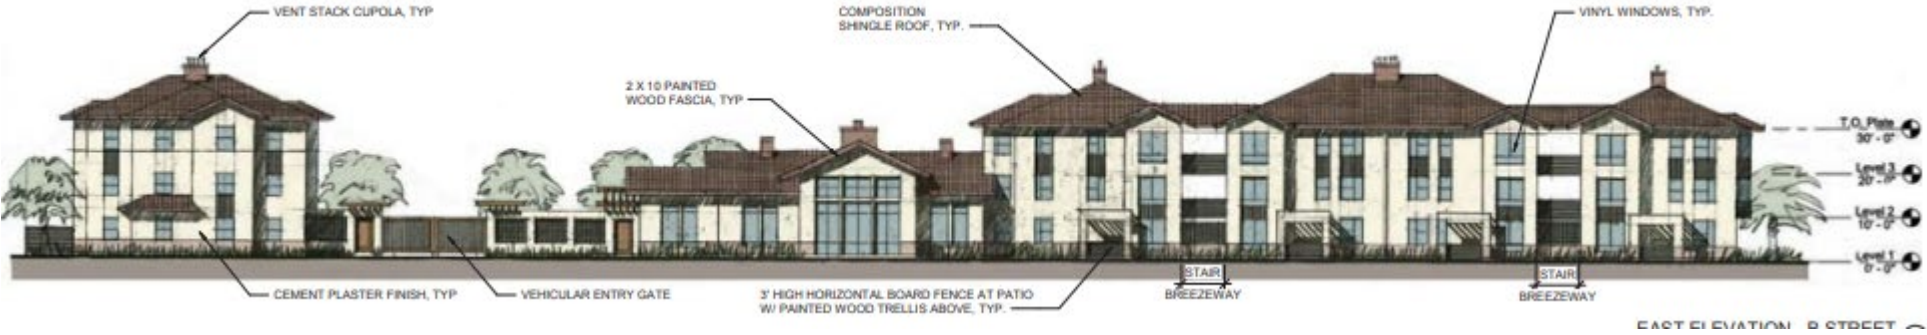 VENT STACK CUPOLA, TYP
COMPOSITION
SHINGLE ROOF, TYP.
VINYL WINDOWS, TYP.
2 X 10 PAINTED
WOOD FASCIA, TYP
T.O. Plate
30' - 0"
Level 3
20' - 0"
Level 2
10' - 0"
Level 1
0' - 0"
CEMENT PLASTER FINISH, TYP
VEHICULAR ENTRY GATE
3' HIGH HORIZONTAL BOARD FENCE AT PATIO
W/ PAINTED WOOD TRELLIS ABOVE, TYP.
STAIR
BREEZEWAY
STAIR
BREEZEWAY
EAST ELEVATION - B STREET